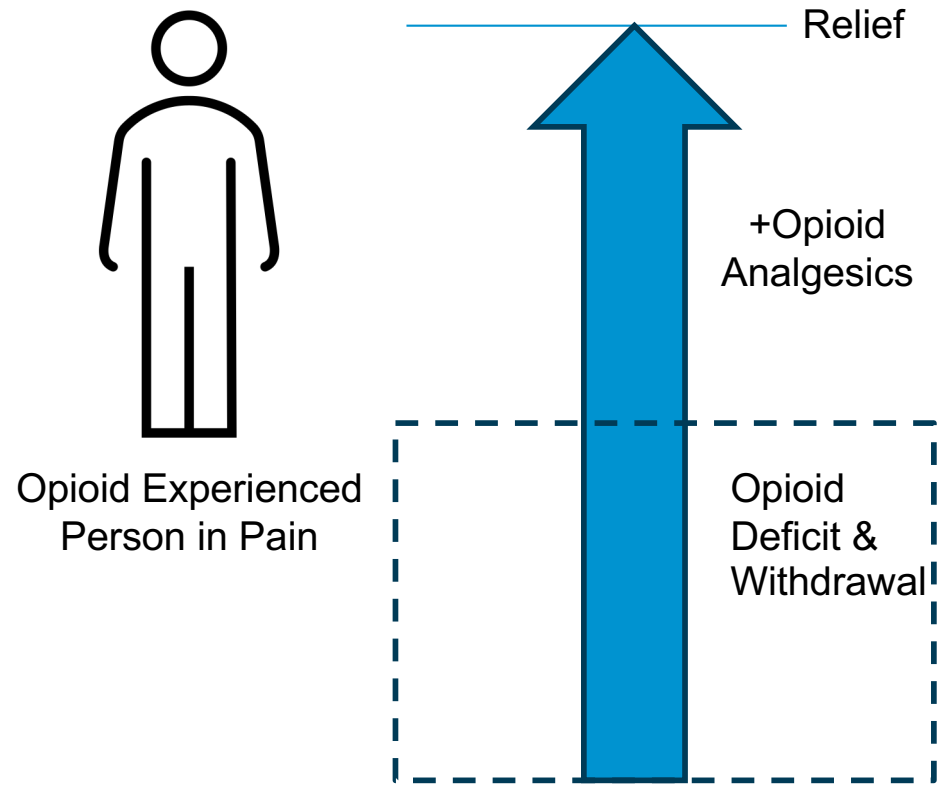 Relief
+Opioid
Analgesics
Opioid Experienced
Person in Pain
Opioid
Deficit &
Withdrawal